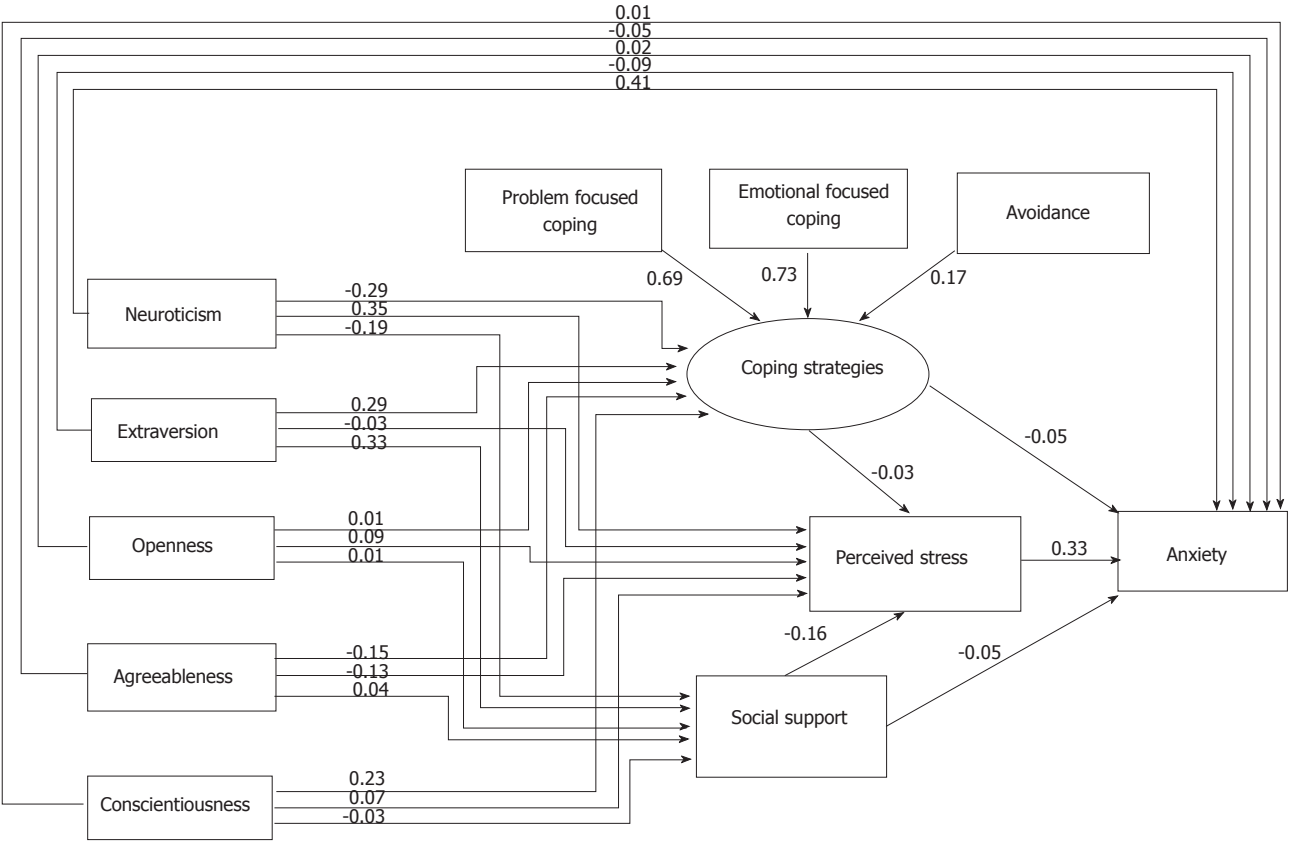 0.01
-0.05
0.02
-0.09
0.41
Problem focused
coping
Emotional focused
coping
Avoidance
0.69
0.73
0.17
Neuroticism
-0.29
0.35
-0.19
Coping strategies
Extraversion
0.29
-0.03
0.33
-0.05
-0.03
Openness
0.01
0.09
0.01
Perceived stress
0.33
Anxiety
Agreeableness
-0.15
-0.13
0.04
-0.16
-0.05
Social support
Conscientiousness
0.23
0.07
-0.03